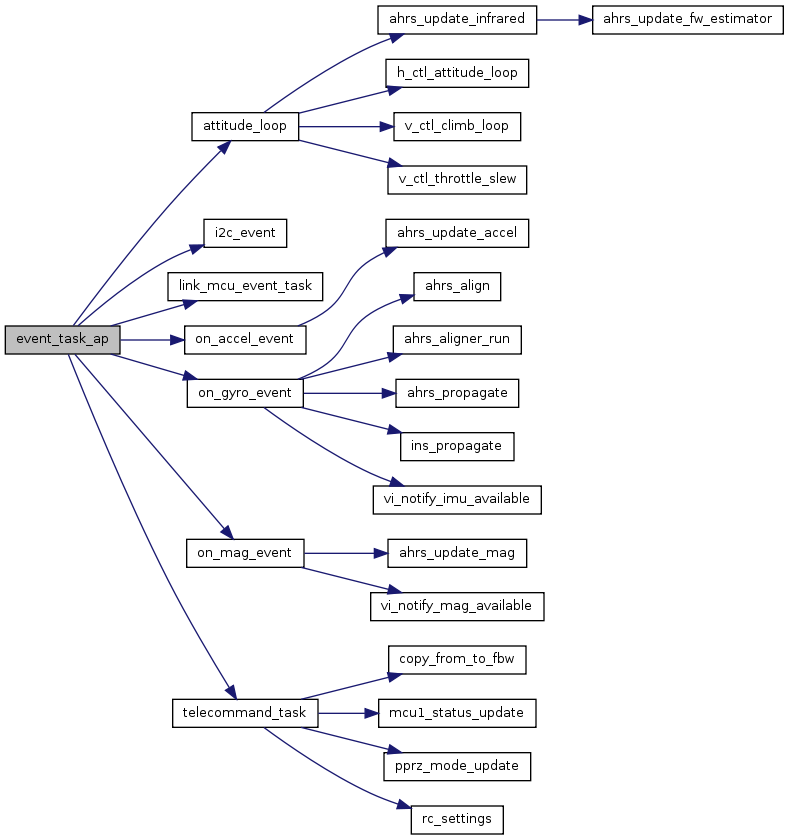 ahrs_update_infrared
ahrs_update_fw_estimator
h_ctl_attitude_loop
attitude_loop
v_ctl_climb_loop
v_ctl_throttle_slew
i2c_event
ahrs_update_accel
link_mcu_event_task
ahrs_align
event_task_ap
on_accel_event
ahrs_aligner_run
on_gyro_event
ahrs_propagate
ins_propagate
vi_notify_imu_available
on_mag_event
ahrs_update_mag
vi_notify_mag_available
copy_from_to_fbw
telecommand_task
mcu1_status_update
pprz_mode_update
rc_settings